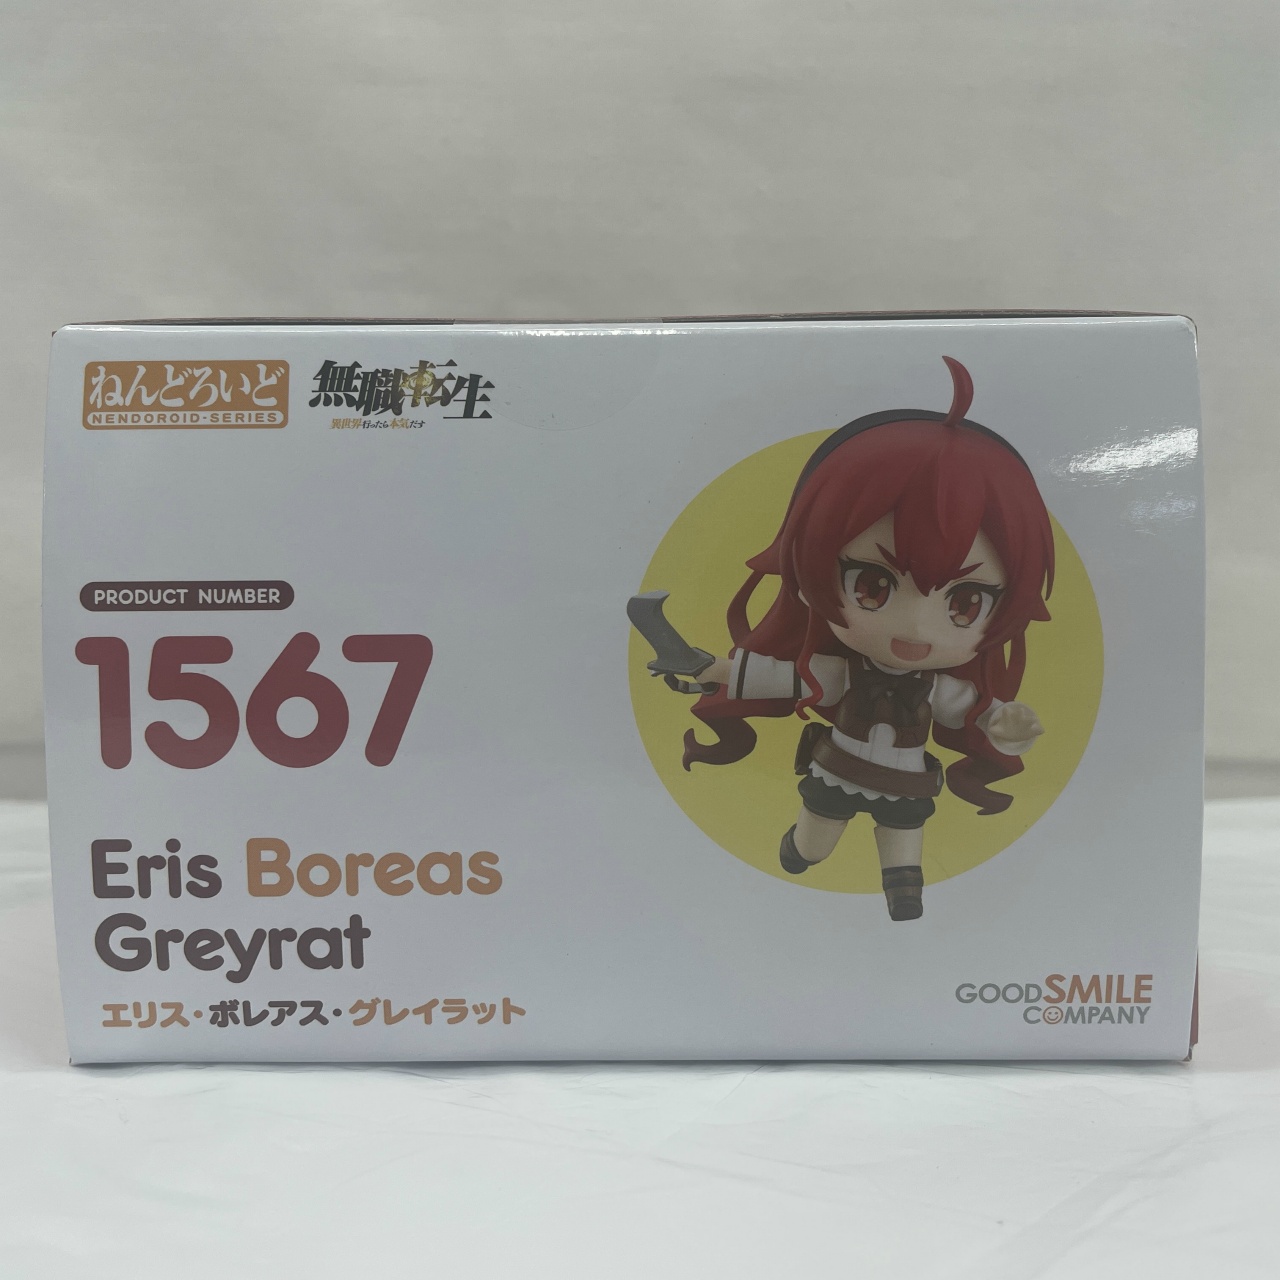 ねんどろいど
NENDOROID-SERIES
無職転生
異世界行ったら本気だす
PRODUCT NUMBER
1567
Eris Boreas
Greyrat
エリス・ボレアス・グレイラット
GOOD SMILE
COMPANY